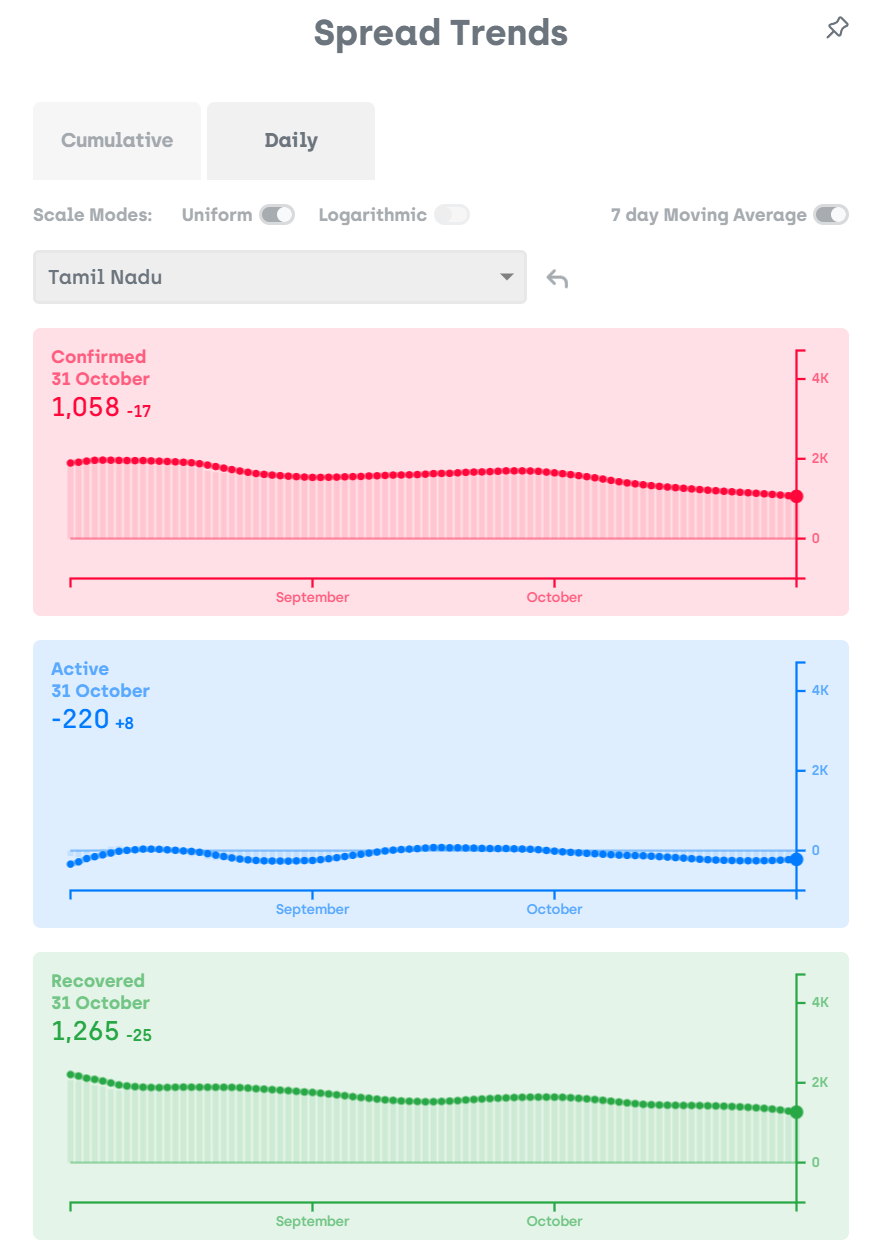 Spread Trends
Cumulative
Daily
Scale Modes: Uniform Logarithmic 7 day Moving Average
Tamil Nadu
Confirmed
31 October
1,058 -17
4K
2K
0
September October
Active
31 October
-220 +8
4K
2K
0
September October
Recovered
31 October
1,265 -25
4K
2K
0
September October